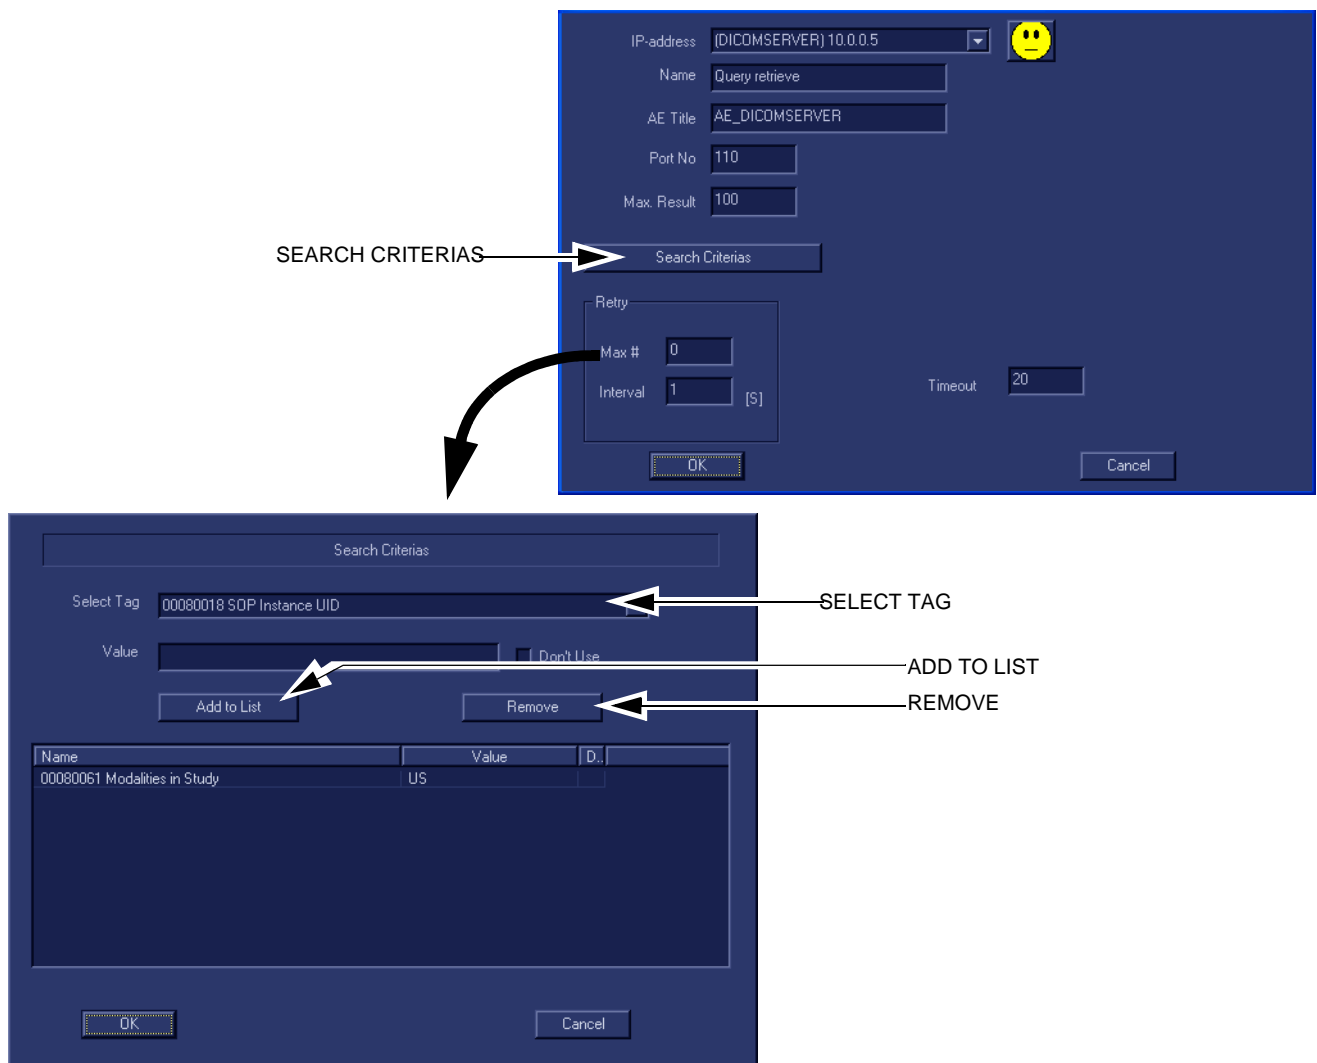 IP-address (DICOMSERVER) 10.0.0.5
Name Query retrieve
AE Title AE_DICOMSERVER
Port No 110
Max. Result 100
SEARCH CRITERIAS
Search Criterias
Retry
Max # 0
Interval 1 [S]
Timeout 20
OK Cancel
Search Criterias
Select Tag 00080018 SOP Instance UID
SELECT TAG
Value Don't Use
ADD TO LIST
Add to List Remove
REMOVE
Name Value D..
00080061 Modalities in Study US
OK Cancel